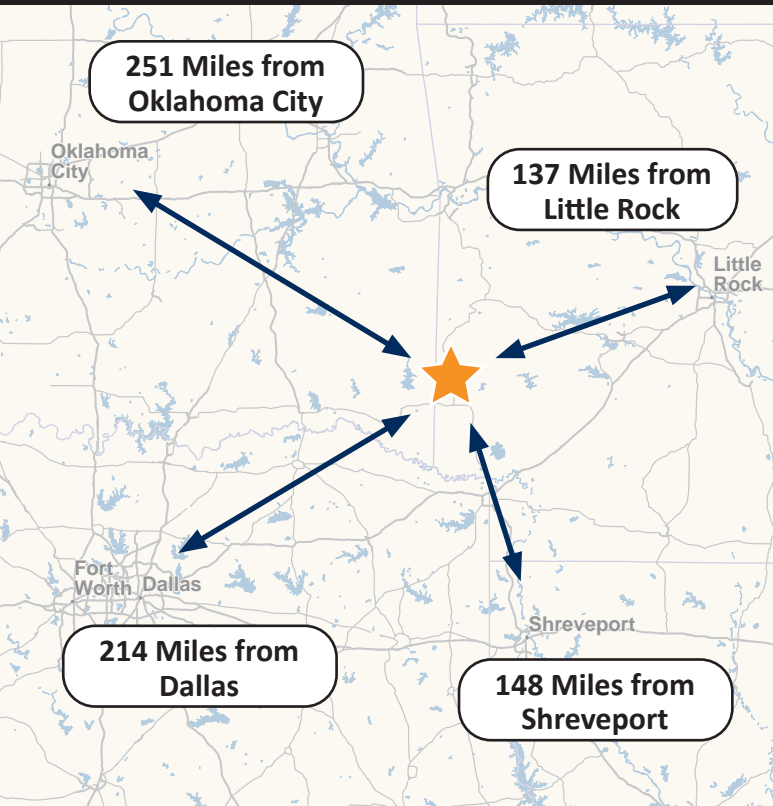 251 Miles from
Oklahoma City
Oklahoma
City
137 Miles from
Little Rock
Little
Rock
Fort
Worth
Dallas
214 Miles from
Dallas
Shreveport
148 Miles from
Shreveport